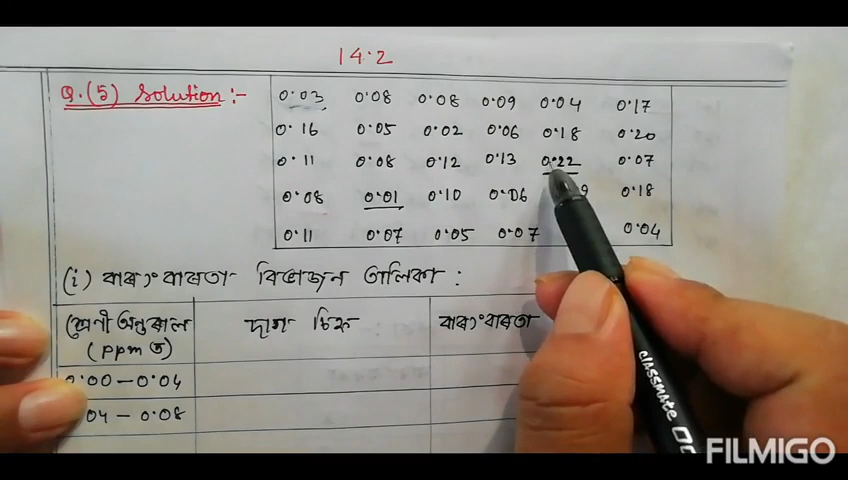 14.2
Q.(5) Solution :-
0.03 0.08 0.08 0.09 0.04 0.17
0.16 0.05 0.02 0.06 0.18 0.20
0.11 0.08 0.12 0.13 0.22 0.07
0.08 0.01 0.10 0.06 9 0.18
0.11 0.07 0.05 0.07 0.04
(i) বাৰংবাৰতা বিভাজন তালিকা :
শ্ৰেণী অন্তৰাল দাগ চিহ্ন বাৰংবাৰতা
(ppm ত)
0.00 – 0.04
04 – 0.08
classmate Oc
FILMIGO